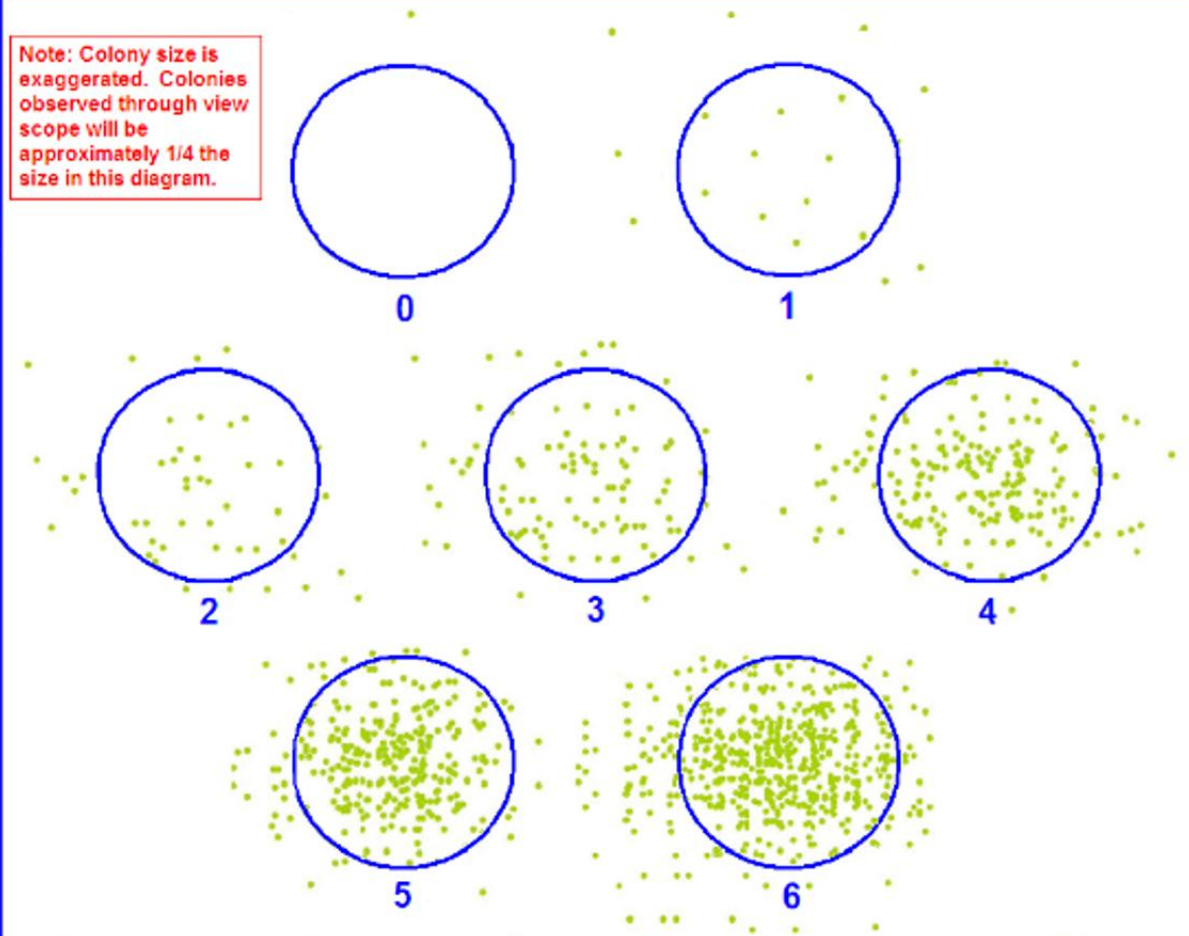 Note: Colony size is
exaggerated. Colonies
observed through view
scope will be
approximately 1/4 the
size in this diagram.
0
1
2
3
4
5
6